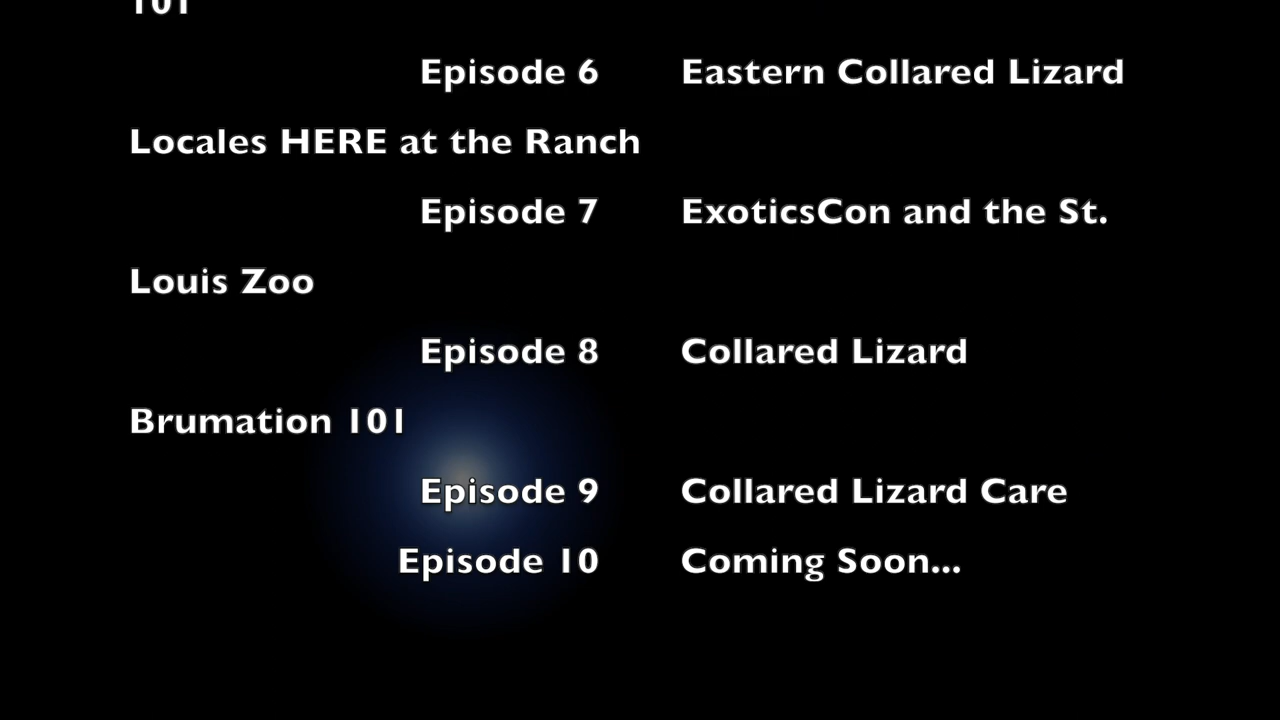 101
Episode 6 Eastern Collared Lizard
Locales HERE at the Ranch
Episode 7 ExoticsCon and the St.
Louis Zoo
Episode 8 Collared Lizard
Brumation 101
Episode 9 Collared Lizard Care
Episode 10 Coming Soon...